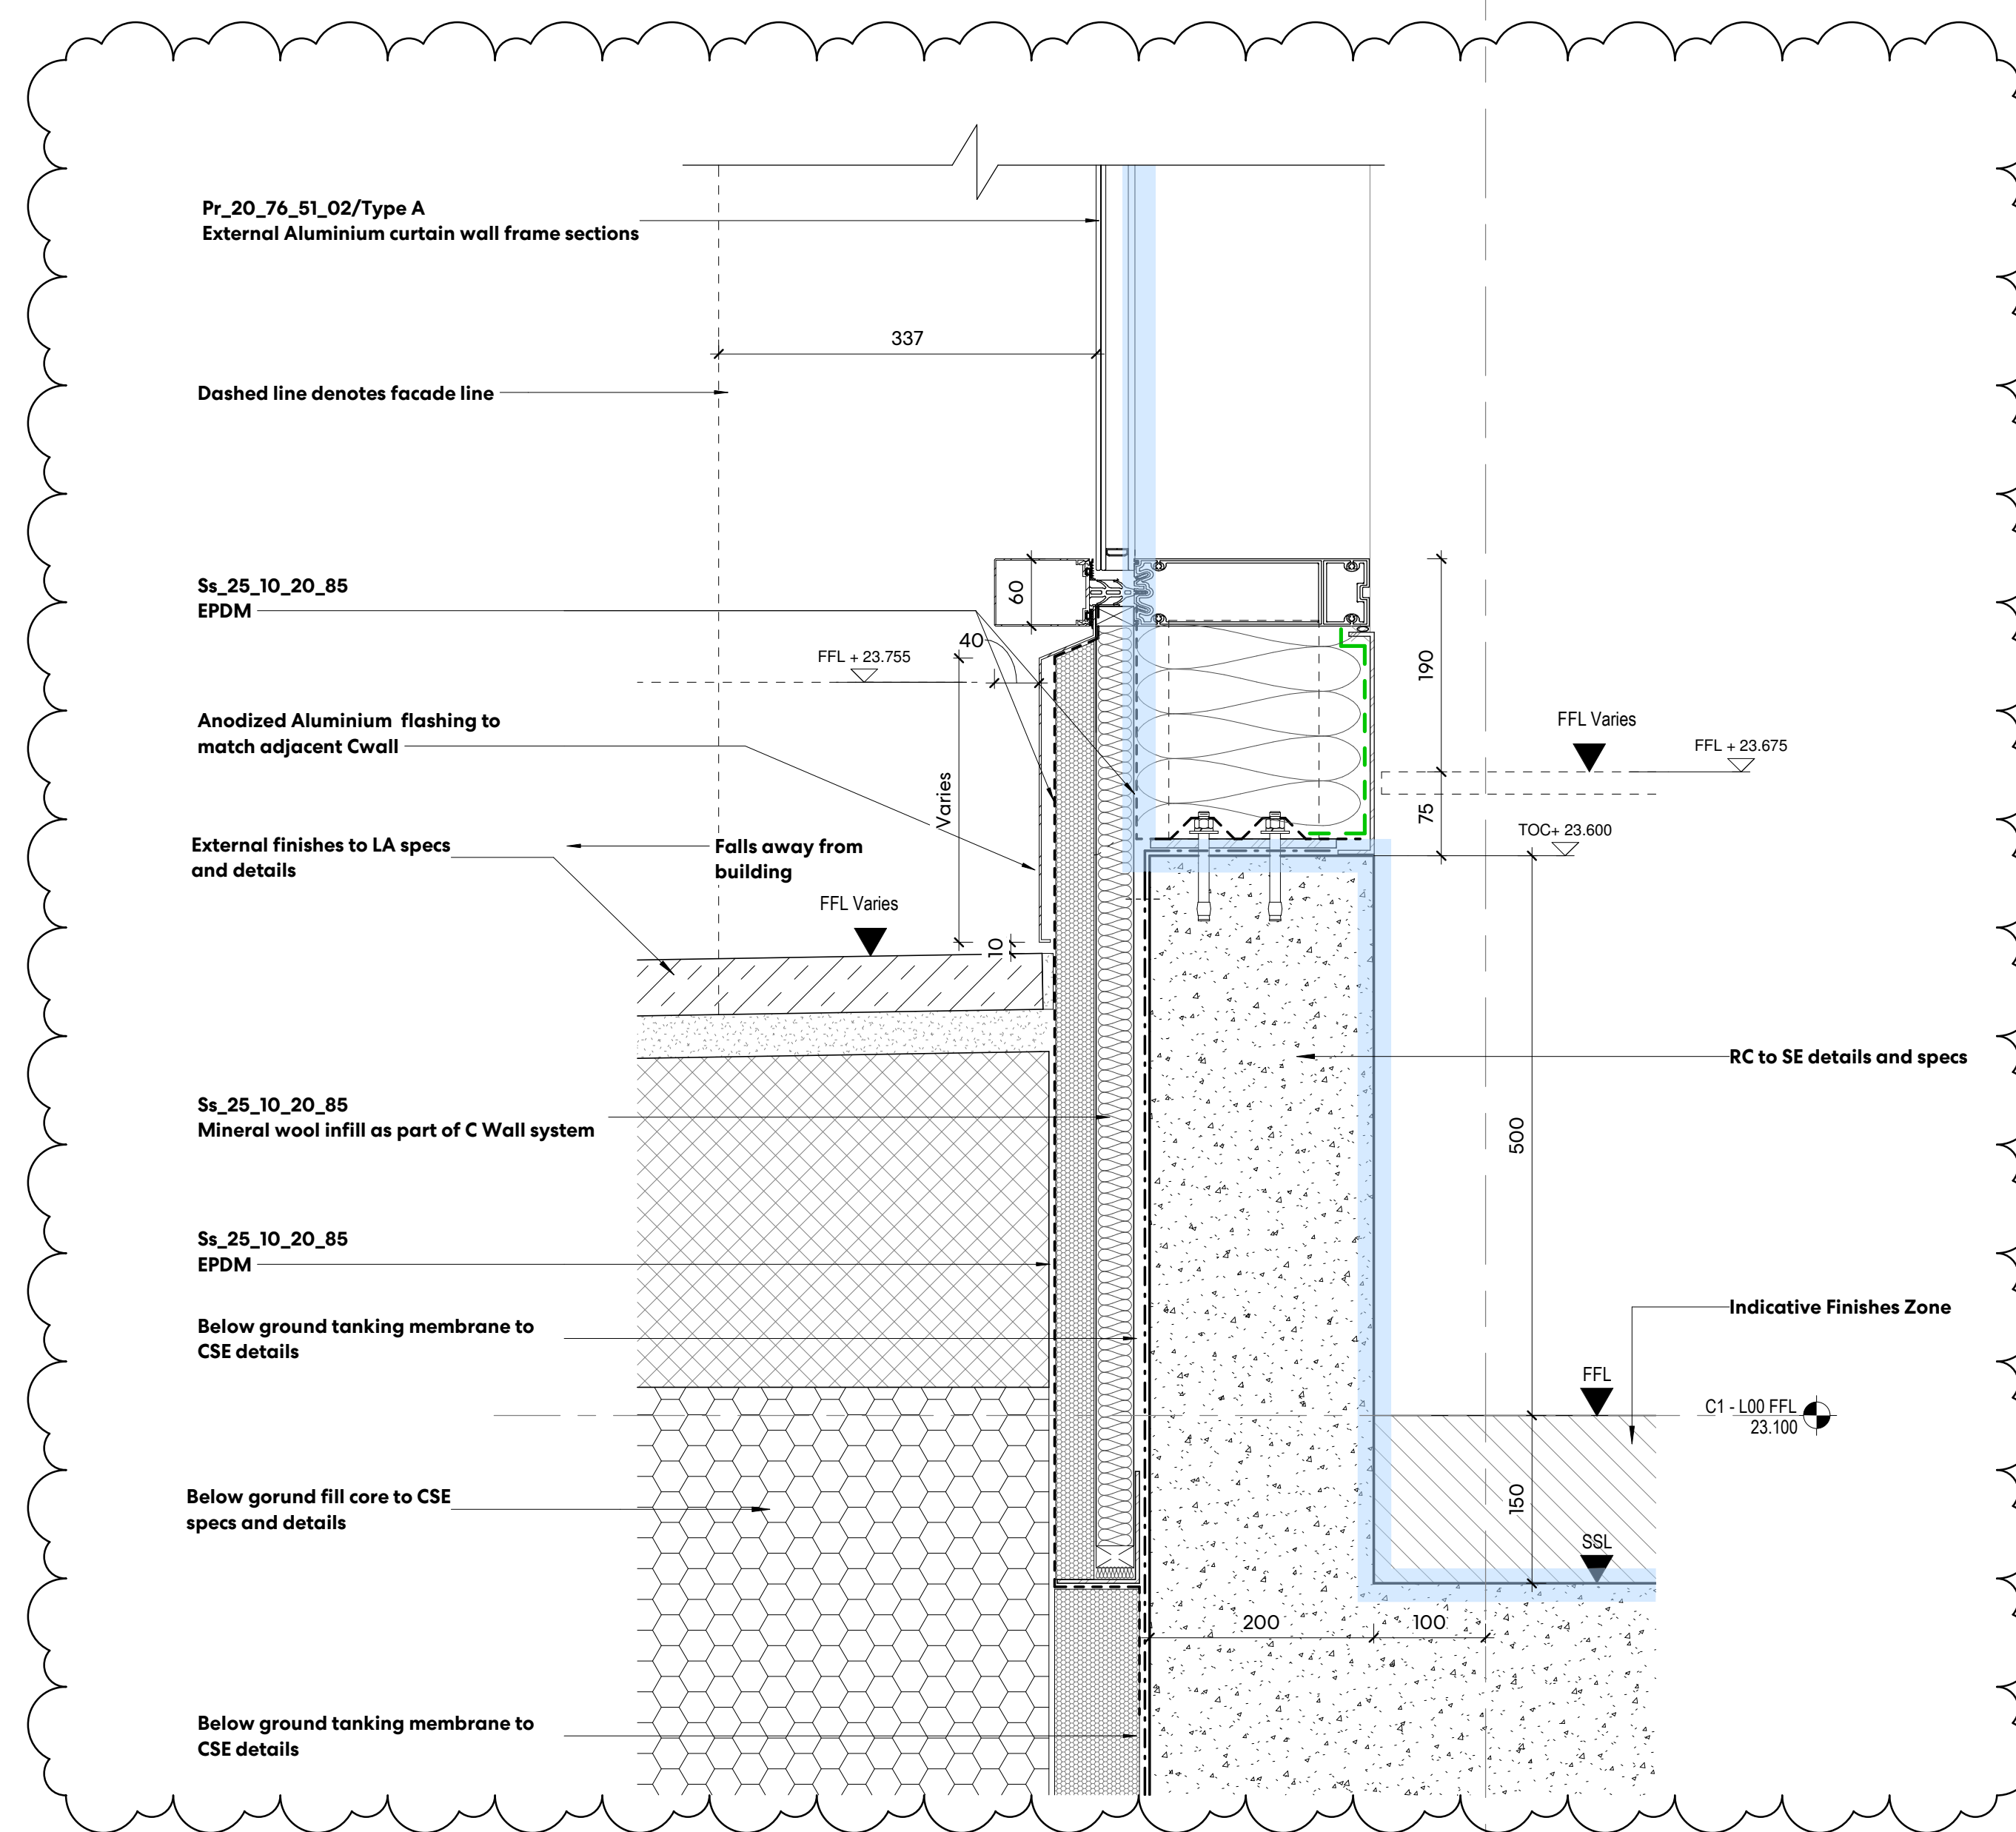 Pr_20_76_51_02/Type A
External Aluminium curtain wall frame sections
337
Dashed line denotes facade line
Ss_25_10_20_85
EPDM
60
40
FFL + 23.755
190
Anodized Aluminium flashing to
match adjacent Cwall
FFL Varies
FFL + 23.675
Varies
75
TOC+ 23.600
External finishes to LA specs
and details
Falls away from
building
FFL Varies
10
RC to SE details and specs
Ss_25_10_20_85
Mineral wool infill as part of C Wall system
500
Ss_25_10_20_85
EPDM
Indicative Finishes Zone
Below ground tanking membrane to
CSE details
FFL
C1 - L00 FFL
23.100
Below gorund fill core to CSE
specs and details
150
SSL
200
100
Below ground tanking membrane to
CSE details